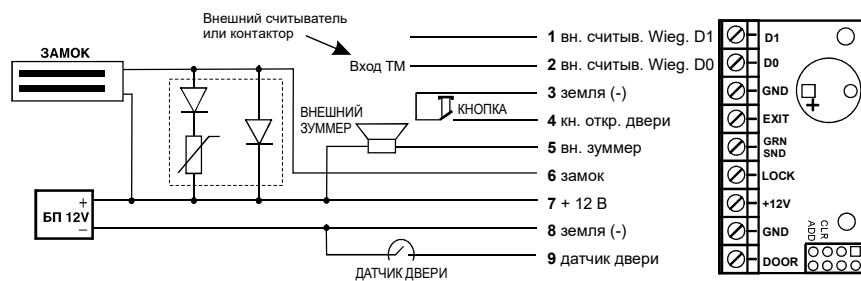 Внешний считыватель
или контактор
Вход ТМ
ЗАМОК
ВНЕШНИЙ
ЗУММЕР
КНОПКА
+
БП 12V
–
ДАТЧИК ДВЕРИ
1 вн. считыв. Wieg. D1
2 вн. считыв. Wieg. D0
3 земля (-)
4 кн. откр. двери
5 вн. зуммер
6 замок
7 + 12 В
8 земля (-)
9 датчик двери
D1
D0
GND
EXIT
GRN
SND
LOCK
+12V
GND
DOOR
+
ADD
CLR